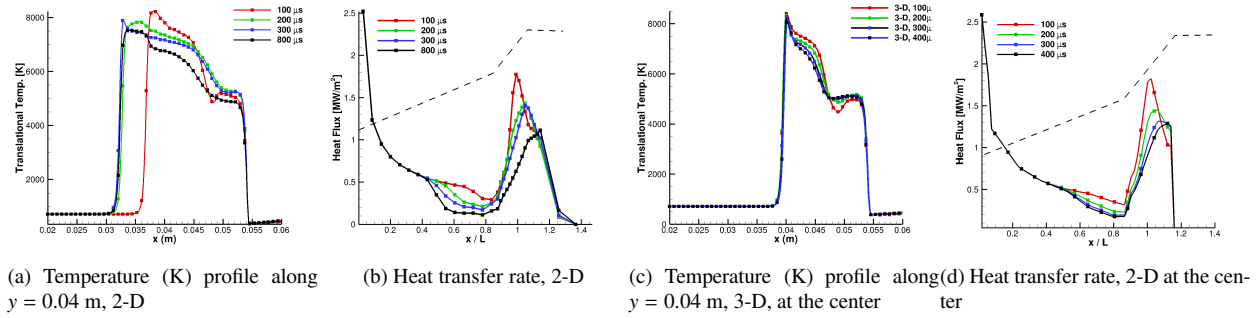 Translational Temp. [K]
8000
6000
4000
2000
100 μs
200 μs
300 μs
800 μs
0.02 0.025 0.03 0.035 0.04 0.045 0.05 0.055 0.06
x (m)
Heat Flux [MW/m²]
2.5
2
1.5
1
0.5
0
100 μs
200 μs
300 μs
800 μs
0.2 0.4 0.6 0.8 1 1.2 1.4
x / L
Translational Temp. [K]
8000
6000
4000
2000
3-D, 100μ
3-D, 200μ
3-D, 300μ
3-D, 400μ
0.02 0.025 0.03 0.035 0.04 0.045 0.05 0.055 0.06
x (m)
Heat Flux [MW/m²]
2.5
2
1.5
1
0.5
100 μs
200 μs
300 μs
400 μs
0.2 0.4 0.6 0.8 1 1.2 1.4
x / L
(a) Temperature (K) profile along
y = 0.04 m, 2-D
(b) Heat transfer rate, 2-D
(c) Temperature (K) profile along
y = 0.04 m, 3-D, at the center
(d) Heat transfer rate, 2-D at the cen-
ter